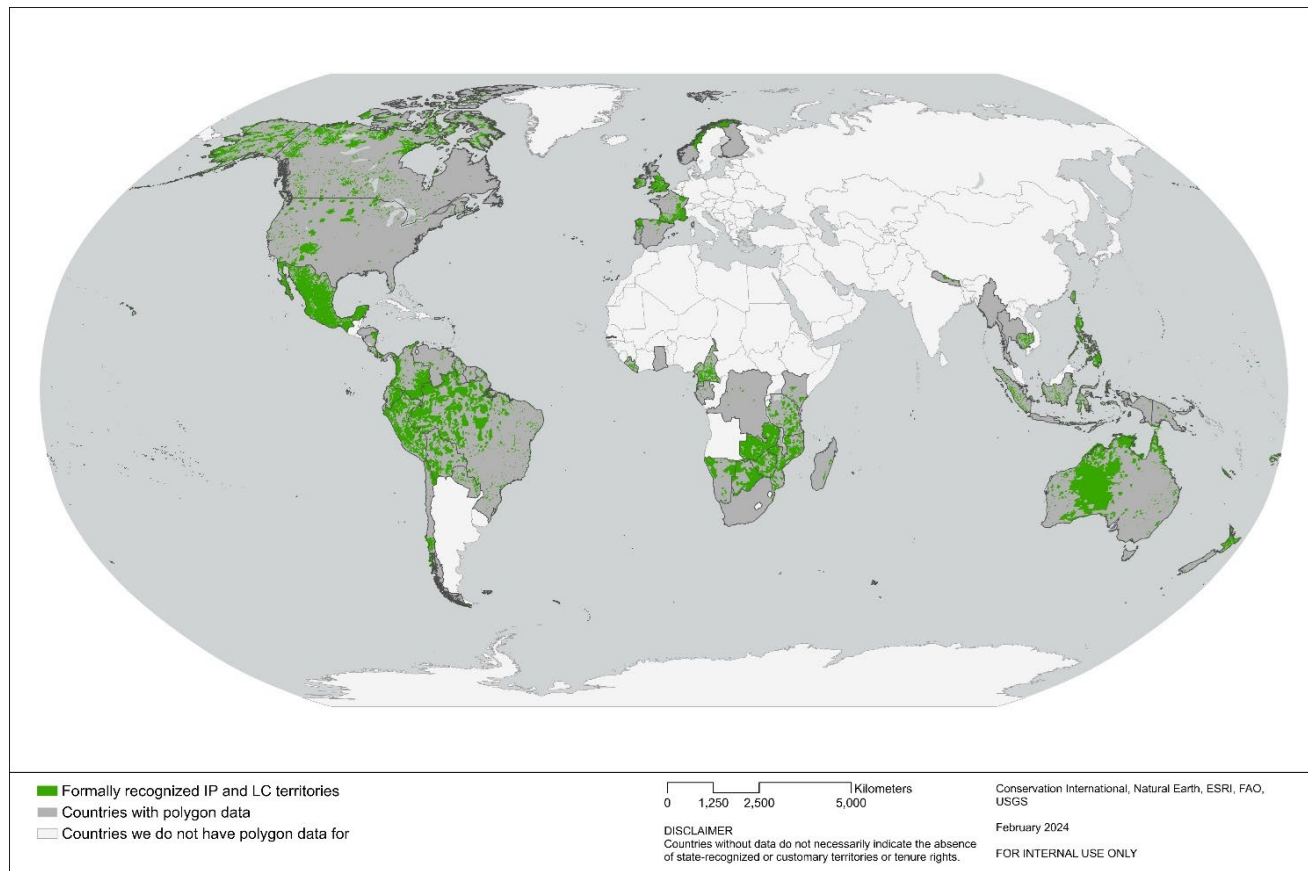 Formally recognized IP and LC territories
Countries with polygon data
Countries we do not have polygon data for
Kilometers
0 1,250 2,500 5,000
DISCLAIMER
Countries without data do not necessarily indicate the absence
of state-recognized or customary territories or tenure rights.
Conservation International, Natural Earth, ESRI, FAO,
USGS
February 2024
FOR INTERNAL USE ONLY